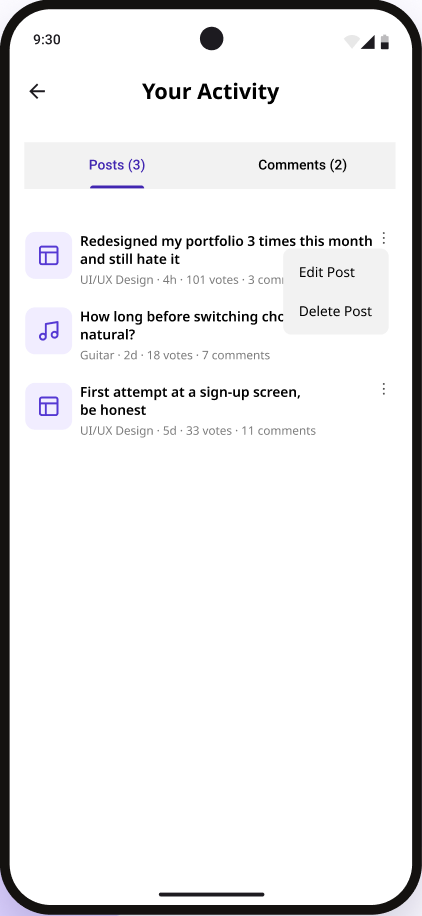 9:30
Your Activity
Posts (3)
Comments (2)
Redesigned my portfolio 3 times this month
and still hate it
UI/UX Design · 4h · 101 votes · 3
Edit Post
Delete Post
How long before switching
natural?
Guitar · 2d · 18 votes · 7 comments
First attempt at a sign-up screen,
be honest
UI/UX Design · 5d · 33 votes · 11 comments